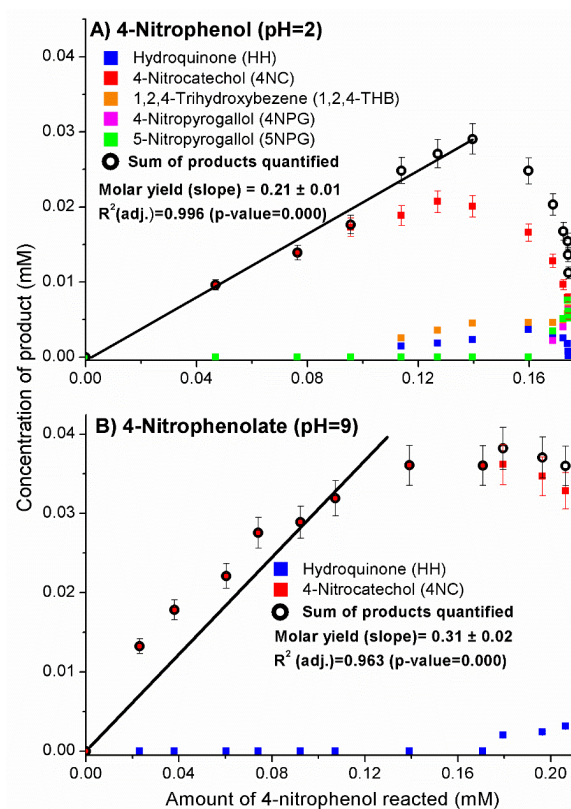 A) 4-Nitrophenol (pH=2)
Hydroquinone (HH)
4-Nitrocatechol (4NC)
1,2,4-Trihydroxybezene (1,2,4-THB)
4-Nitropyrogallol (4NPG)
5-Nitropyrogallol (5NPG)
Sum of products quantified
Molar yield (slope) = 0.21 ± 0.01
R²(adj.)=0.996 (p-value=0.000)
0.04
0.03
0.02
0.01
0.00
0.00
0.04
0.08
0.12
0.16
Concentration of product (mM)
B) 4-Nitrophenolate (pH=9)
Hydroquinone (HH)
4-Nitrocatechol (4NC)
Sum of products quantified
Molar yield (slope)= 0.31 ± 0.02
R² (adj.)=0.963 (p-value=0.000)
0.04
0.03
0.02
0.01
0.00
0.00
0.04
0.08
0.12
0.16
0.20
Amount of 4-nitrophenol reacted (mM)